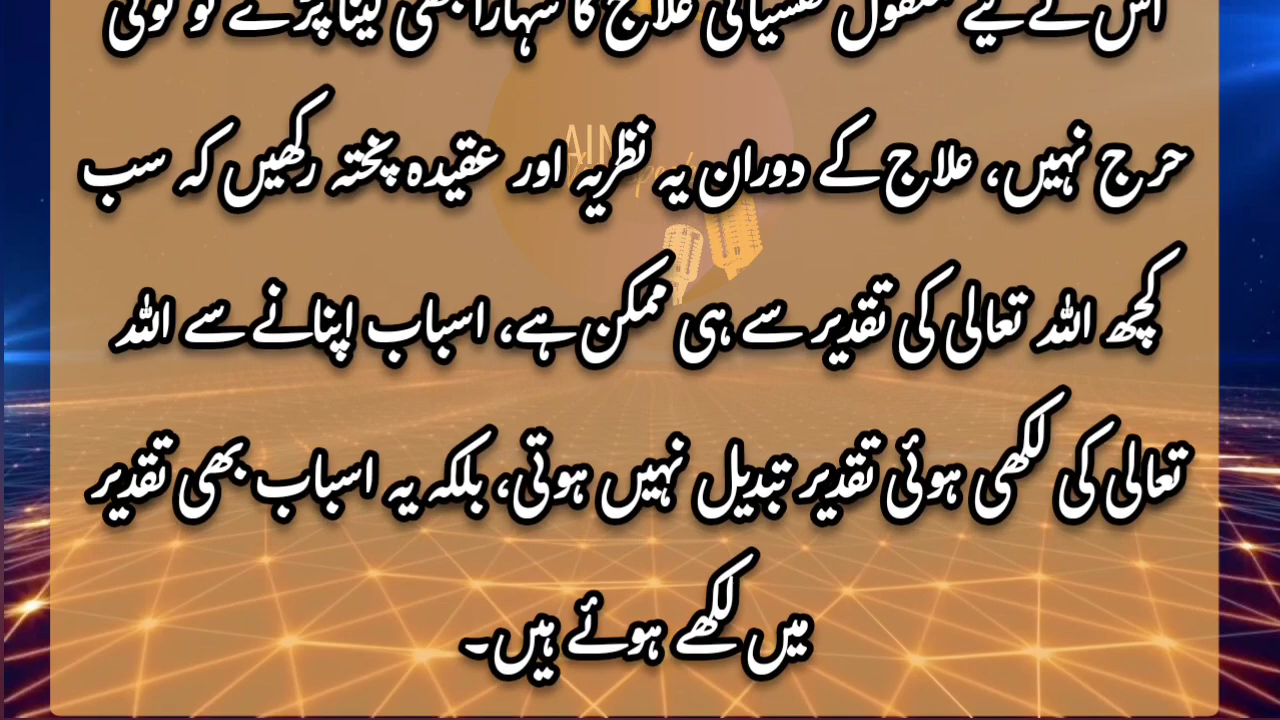 اس کے لیے معقول نفسیاتی علاج کا سہارا بھی لینا پڑے تو کوئی
حرج نہیں، علاج کے دوران یہ نظریہ اور عقیدہ پختہ رکھیں کہ سب
کچھ اللہ تعالی کی تقدیر سے ہی ممکن ہے، اسباب اپنانے سے اللہ
تعالی کی لکھی ہوئی تقدیر تبدیل نہیں ہوتی، بلکہ یہ اسباب بھی تقدیر
میں لکھے ہوئے ہیں۔